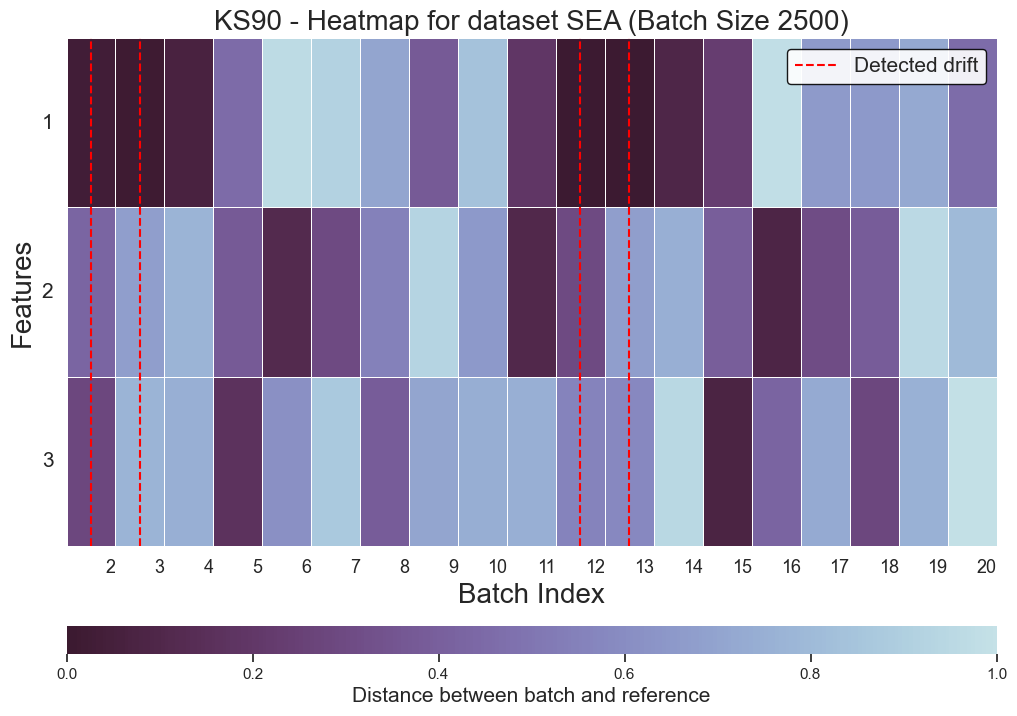 KS90 - Heatmap for dataset SEA (Batch Size 2500)
Detected drift
1
2
3
Features
2 3 4 5 6 7 8 9 10 11 12 13 14 15 16 17 18 19 20
Batch Index
0.0 0.2 0.4 0.6 0.8 1.0
Distance between batch and reference